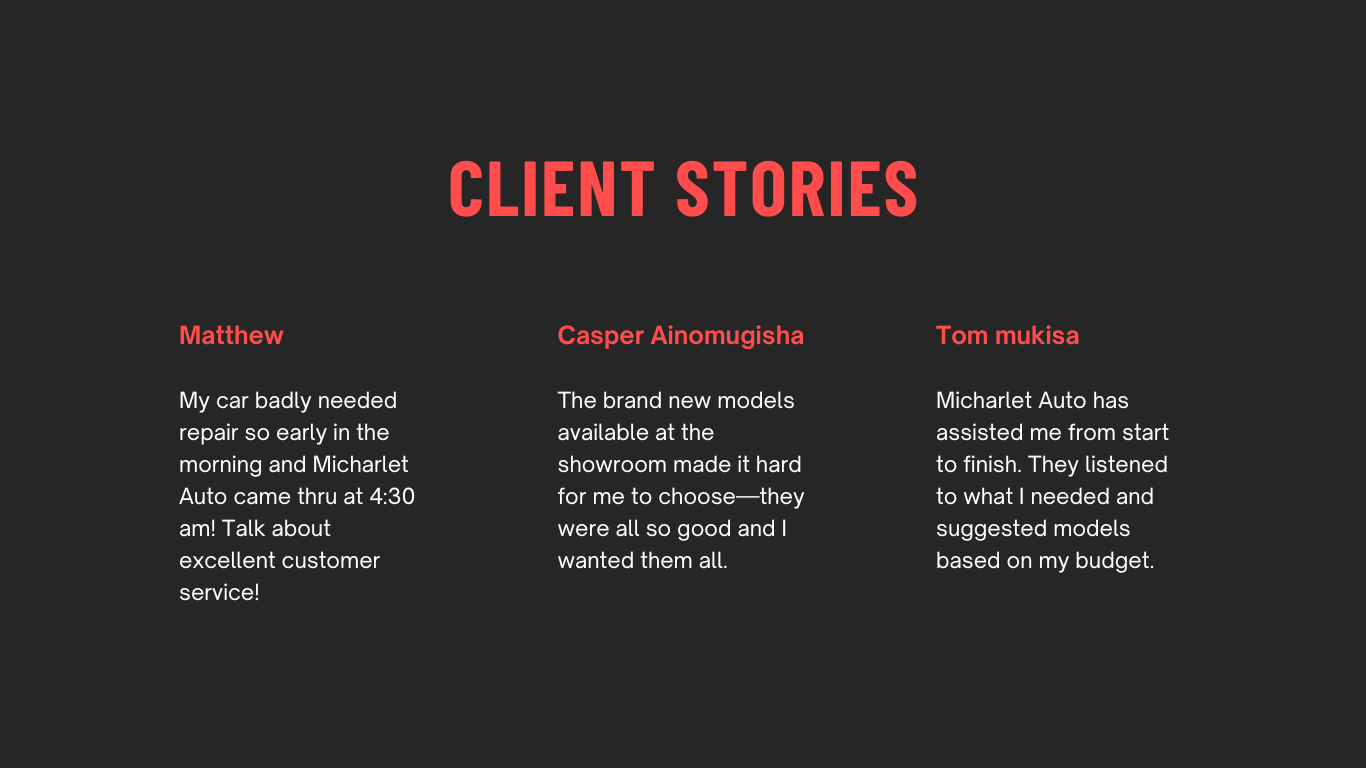 CLIENT STORIES
Matthew
My car badly needed
repair so early in the
morning and Micharlet
Auto came thru at 4:30
am! Talk about
excellent customer
service!
Casper Ainomugisha
The brand new models
available at the
showroom made it hard
for me to choose—they
were all so good and I
wanted them all.
Tom mukisa
Micharlet Auto has
assisted me from start
to finish. They listened
to what I needed and
suggested models
based on my budget.